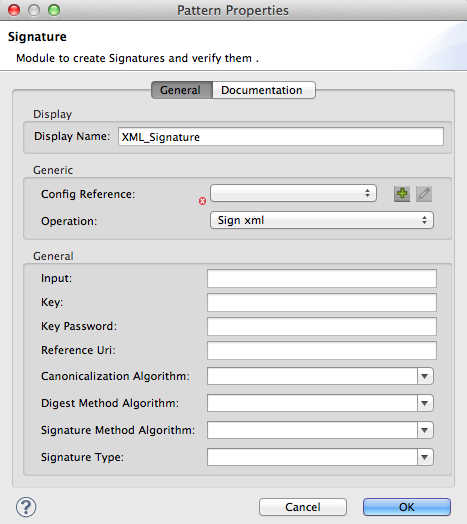 Pattern Properties
Signature
Module to create Signatures and verify them .
General Documentation
Display
Display Name: XML_Signature
Generic
Config Reference:
Operation: Sign xml
General
Input:
Key:
Key Password:
Reference Uri:
Canonicalization Algorithm:
Digest Method Algorithm:
Signature Method Algorithm:
Signature Type:
? Cancel OK